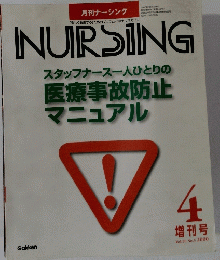 月刊ナーシング
NURSING
スタッフナース一人ひとりの
医療事故防止
マニュアル
4
増刊号
Gakken